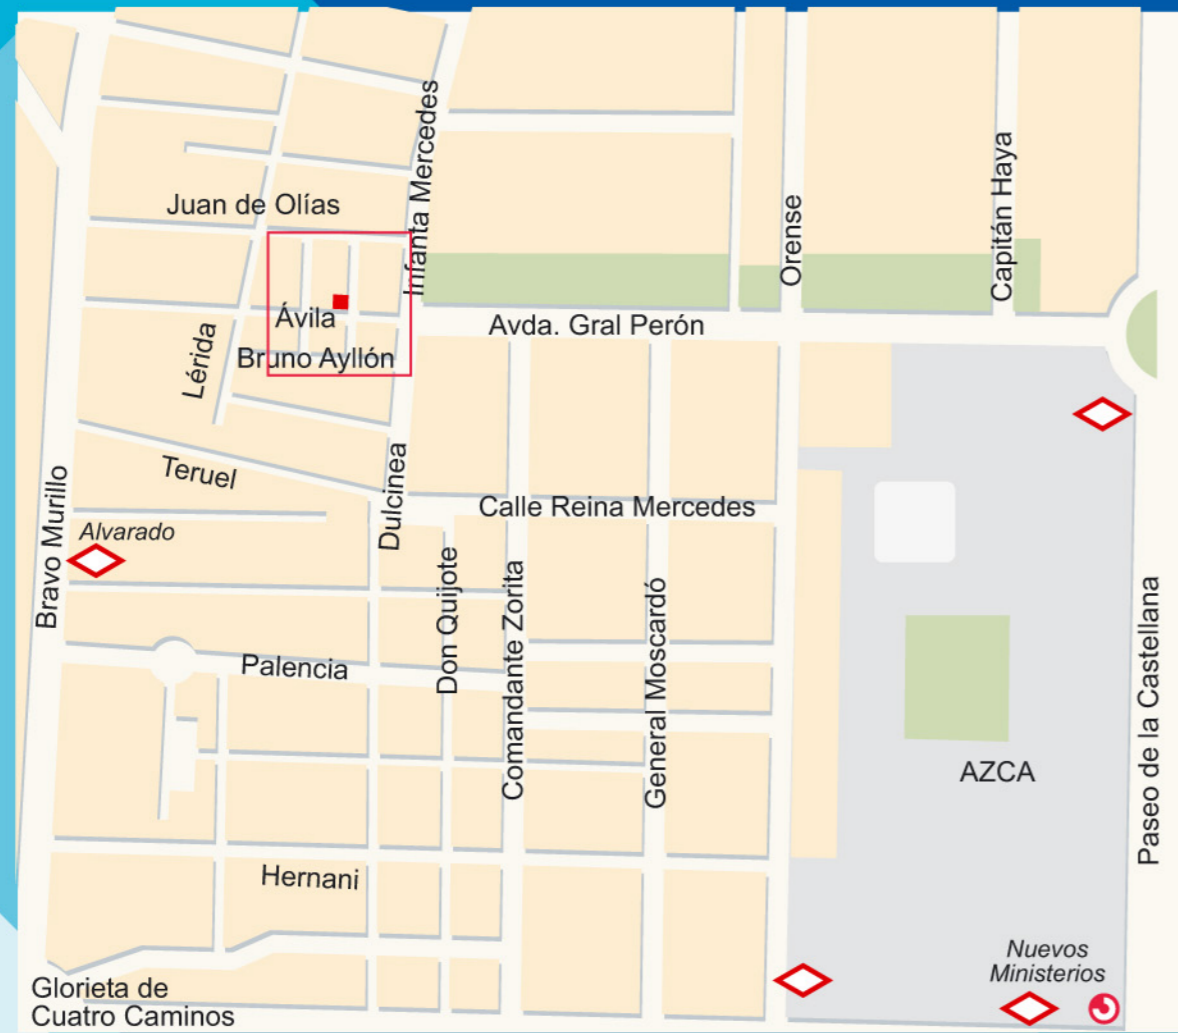 Infanta Mercedes
Juan de Olías
Capitán Haya
Orense
Ávila
Avda. Gral Perón
Lérida
Bruno Ayllón
Teruel
Dulcinea
Bravo Murillo
Calle Reina Mercedes
Alvarado
Don Quijote
Comandante Zorita
General Moscardó
Paseo de la Castellana
Palencia
AZCA
Hernani
Nuevos
Ministerios
Glorieta de
Cuatro Caminos